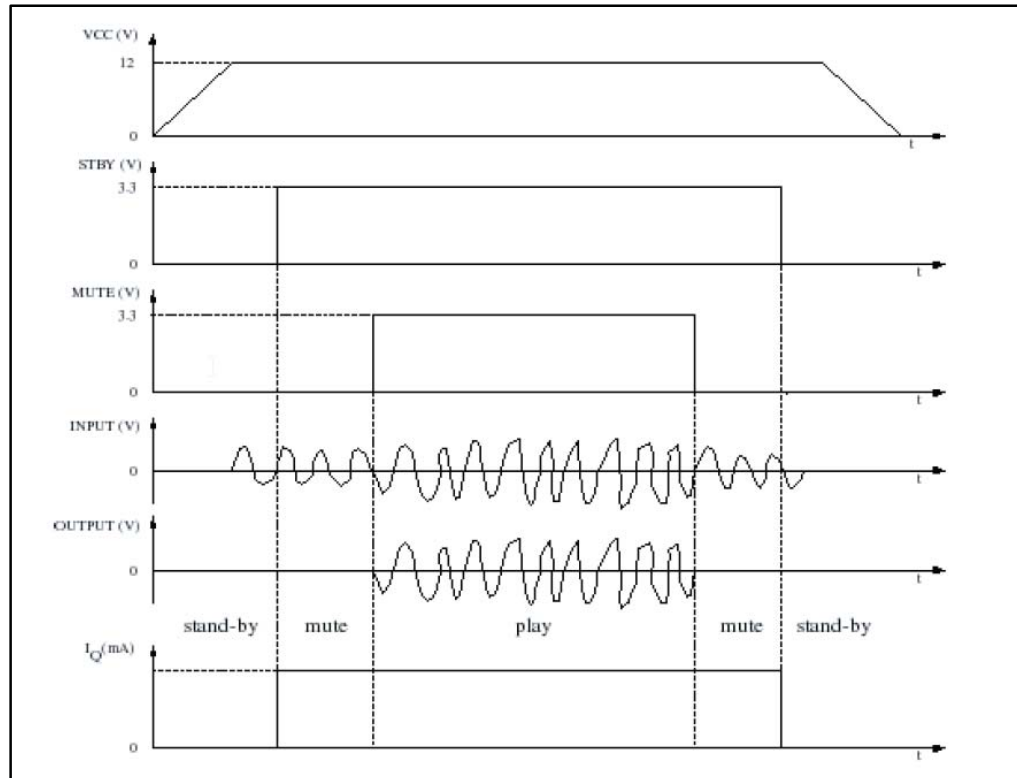 VCC (V)
12
0
t
STBY (V)
3.3
0
t
MUTE (V)
3.3
0
t
INPUT (V)
0
t
OUTPUT (V)
0
t
stand-by mute play mute stand-by
IQ(mA)
0
t